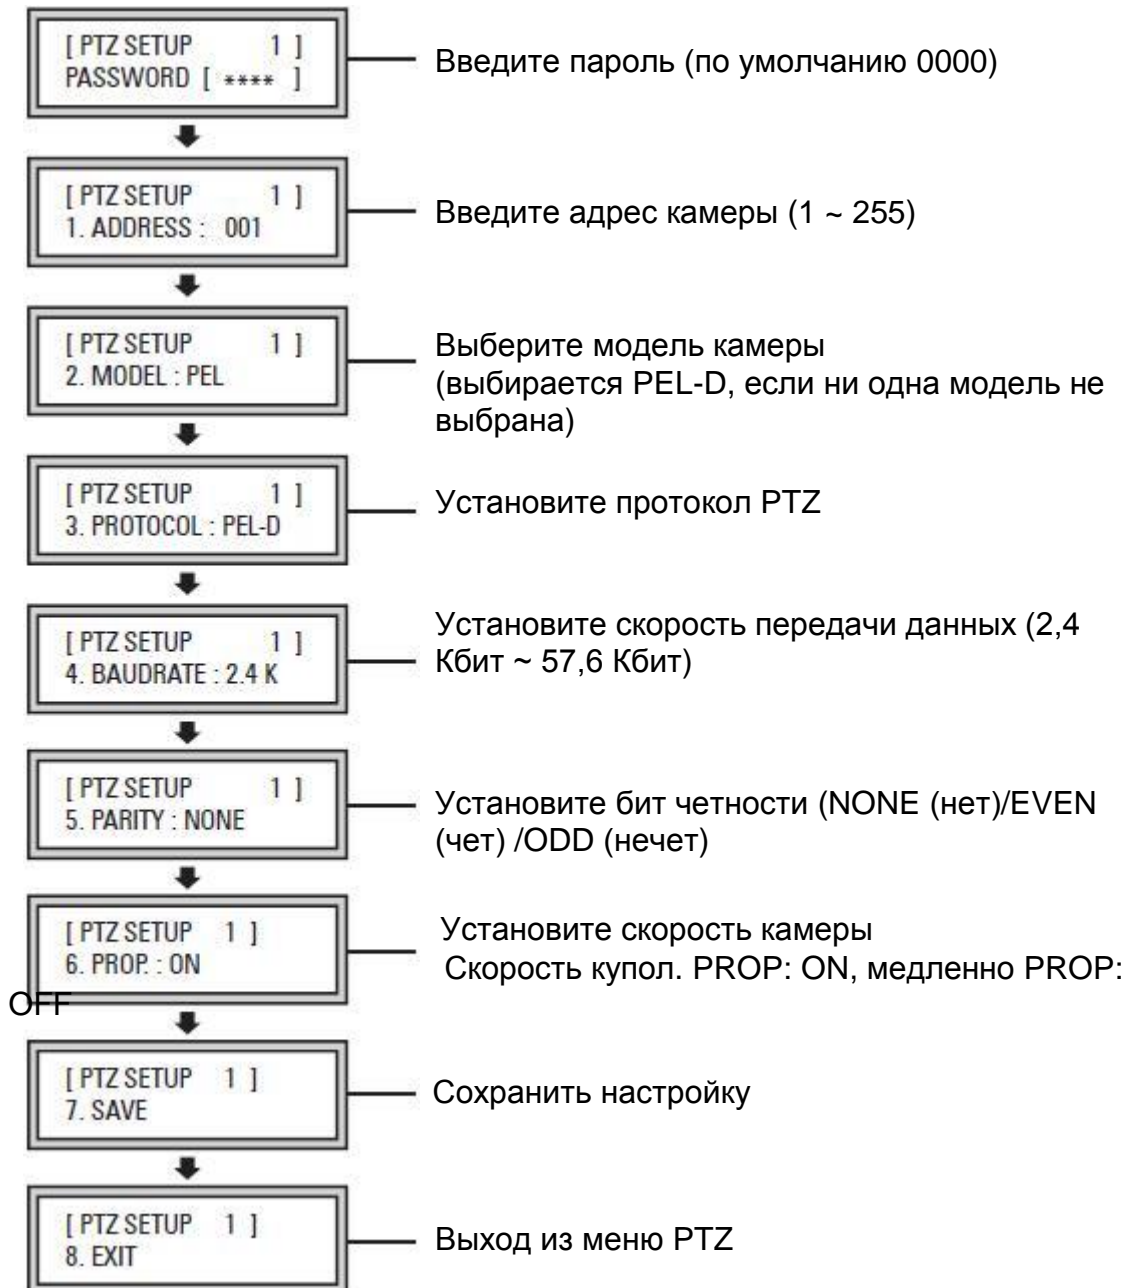 [ PTZ SETUP 1 ]
PASSWORD [ **** ]
Введите пароль (по умолчанию 0000)
[ PTZ SETUP 1 ]
1. ADDRESS : 001
Введите адрес камеры (1 ~ 255)
[ PTZ SETUP 1 ]
2. MODEL : PEL
Выберите модель камеры
(выбирается PEL-D, если ни одна модель не
выбрана)
[ PTZ SETUP 1 ]
3. PROTOCOL : PEL-D
Установите протокол PTZ
[ PTZ SETUP 1 ]
4. BAUDRATE : 2.4 K
Установите скорость передачи данных (2,4
Кбит ~ 57,6 Кбит)
[ PTZ SETUP 1 ]
5. PARITY : NONE
Установите бит четности (NONE (нет)/EVEN
(чет) /ODD (нечет)
[ PTZ SETUP 1 ]
6. PROP. : ON
Установите скорость камеры
Скорость купол. PROP: ON, медленно PROP:
OFF
[ PTZ SETUP 1 ]
7. SAVE
Сохранить настройку
[ PTZ SETUP 1 ]
8. EXIT
Выход из меню PTZ